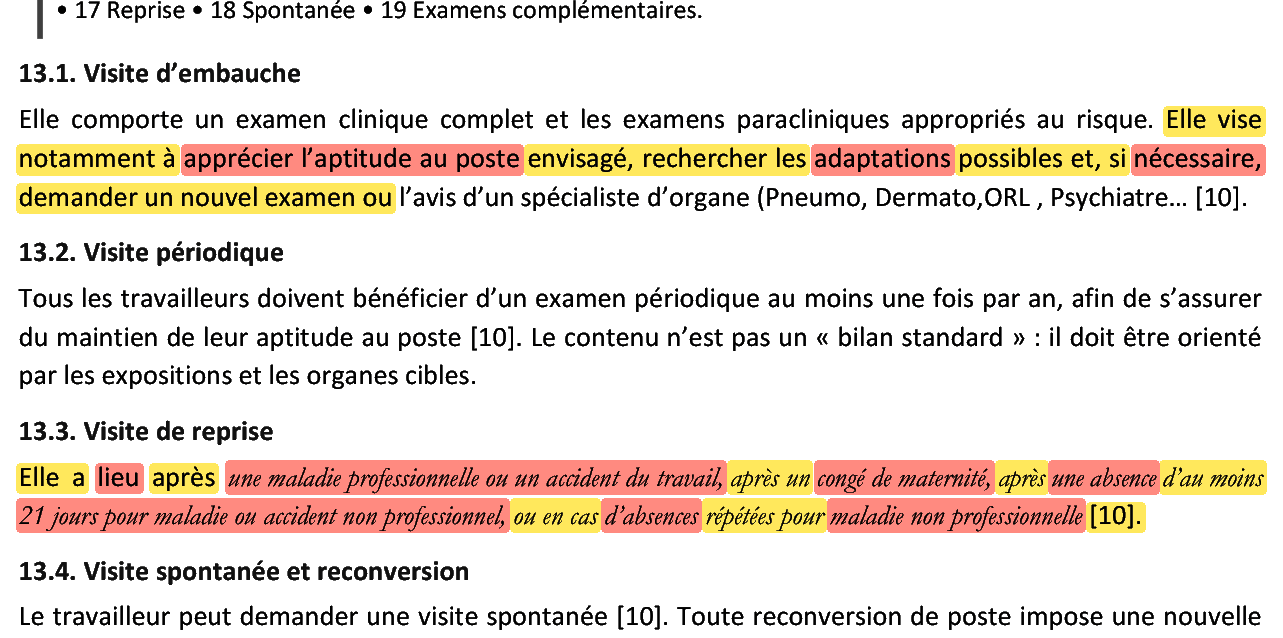 • 17 Reprise • 18 Spontanée • 19 Examens complémentaires.
13.1. Visite d’embauche
Elle comporte un examen clinique complet et les examens paracliniques appropriés au risque. Elle vise
notamment à apprécier l’aptitude au poste envisagé, rechercher les adaptations possibles et, si nécessaire,
demander un nouvel examen ou l’avis d’un spécialiste d’organe (Pneumo, Dermato,ORL , Psychiatre… [10].
13.2. Visite périodique
Tous les travailleurs doivent bénéficier d’un examen périodique au moins une fois par an, afin de s’assurer
du maintien de leur aptitude au poste [10]. Le contenu n’est pas un « bilan standard » : il doit être orienté
par les expositions et les organes cibles.
13.3. Visite de reprise
Elle a lieu après une maladie professionnelle ou un accident du travail, après un congé de maternité, après une absence d’au moins
21 jours pour maladie ou accident non professionnel, ou en cas d’absences répétées pour maladie non professionnelle [10].
13.4. Visite spontanée et reconversion
Le travailleur peut demander une visite spontanée [10]. Toute reconversion de poste impose une nouvelle